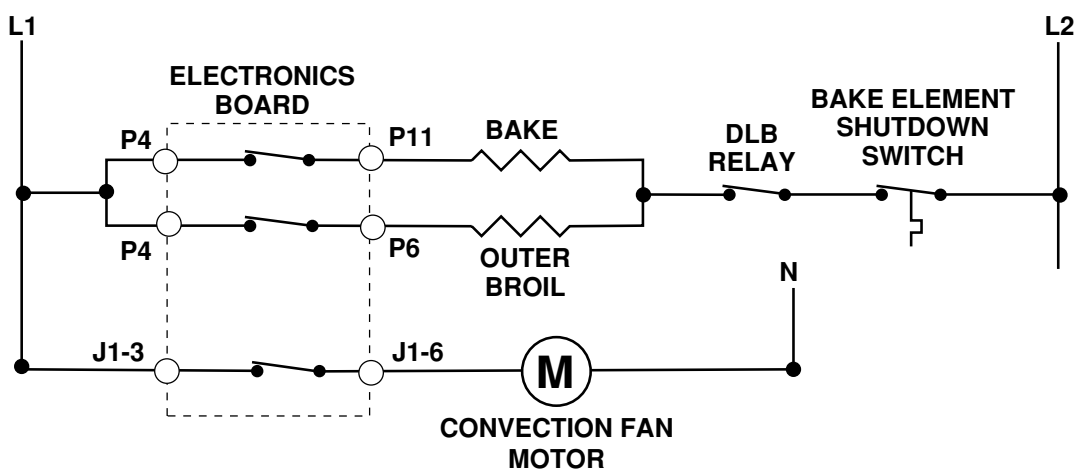 L1
L2
ELECTRONICS
BOARD
BAKE ELEMENT
SHUTDOWN
SWITCH
P4
P11
BAKE
DLB
RELAY
P4
P6
OUTER
BROIL
N
J1-3
J1-6
M
CONVECTION FAN
MOTOR